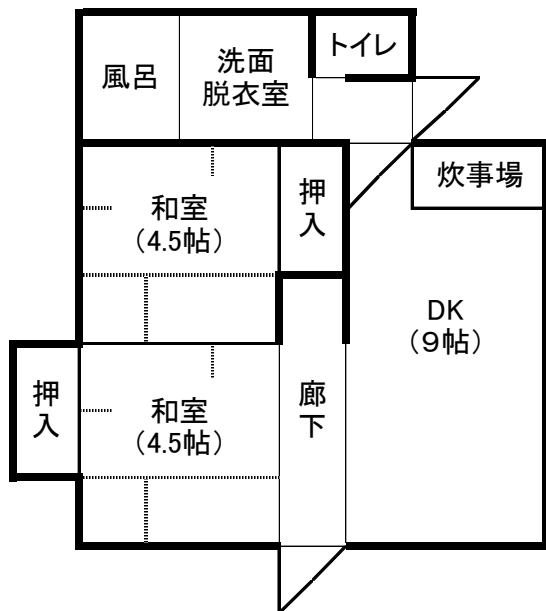 トイレ
風呂
洗面
脱衣室
押入
炊事場
和室
（4.5帖）
DK
（9帖）
押入
和室
（4.5帖）
廊下